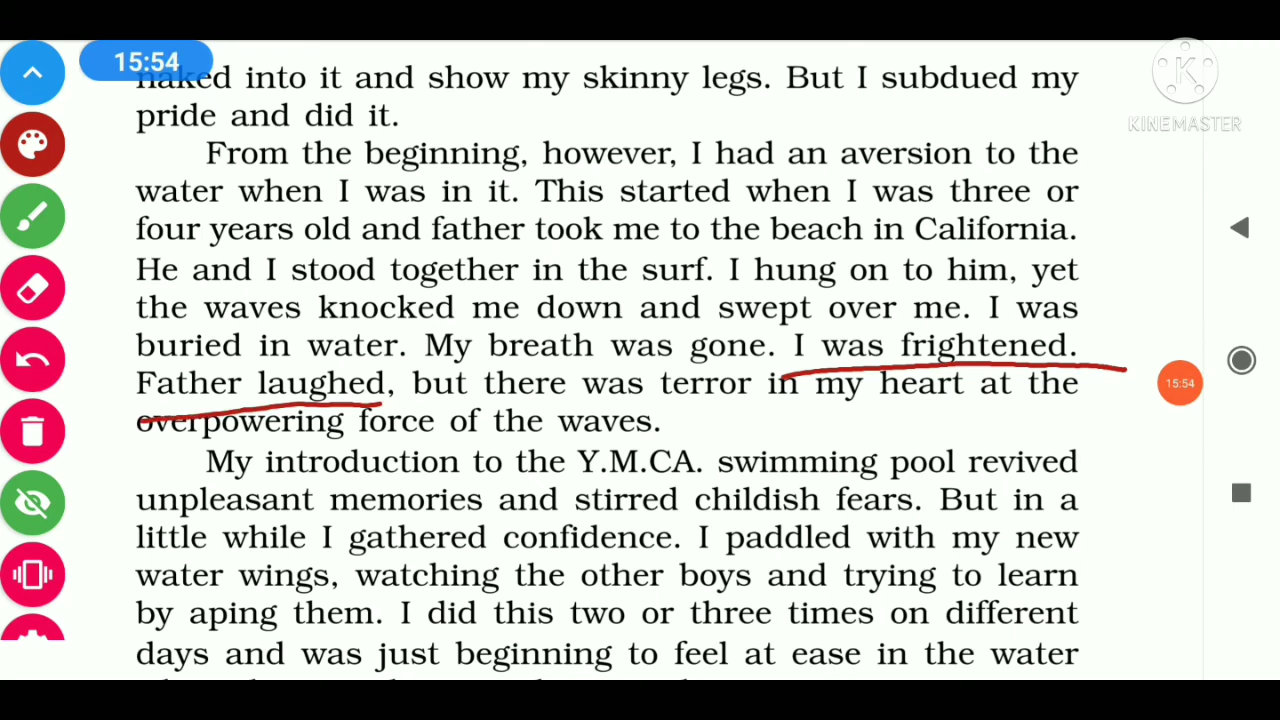 15:54
naked into it and show my skinny legs. But I subdued my
pride and did it.
KINEMASTER
From the beginning, however, I had an aversion to the
water when I was in it. This started when I was three or
four years old and father took me to the beach in California.
He and I stood together in the surf. I hung on to him, yet
the waves knocked me down and swept over me. I was
buried in water. My breath was gone. I was frightened.
Father laughed, but there was terror in my heart at the
15:54
overpowering force of the waves.
My introduction to the Y.M.CA. swimming pool revived
unpleasant memories and stirred childish fears. But in a
little while I gathered confidence. I paddled with my new
water wings, watching the other boys and trying to learn
by aping them. I did this two or three times on different
days and was just beginning to feel at ease in the water